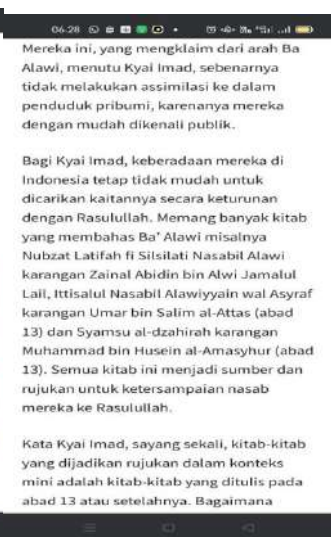 06.28
Mereka ini, yang mengklaim dari arah Ba
Alawi, menutu Kyai Imad, sebenarnya
tidak melakukan assimilasi ke dalam
penduduk pribumi, karenanya mereka
dengan mudah dikenali publik.
Bagi Kyai Imad, keberadaan mereka di
Indonesia tetap tidak mudah untuk
dicarikan kaitannya secara keturunan
dengan Rasulullah. Memang banyak kitab
yang membahas Ba' Alawi misalnya
Nubzat Latifah fi Silsilati Nasabil Alawi
karangan Zainal Abidin bin Alwi Jamalul
Lail, Ittisalul Nasabil Alawiyyain wal Asyraf
karangan Umar bin Salim al-Attas (abad
13) dan Syamsu al-dzahirah karangan
Muhammad bin Husein al-Amasyhur (abad
13). Semua kitab ini menjadi sumber dan
rujukan untuk ketersampaian nasab
mereka ke Rasulullah.
Kata Kyai Imad, sayang sekali, kitab-kitab
yang dijadikan rujukan dalam konteks
mini adalah kitab-kitab yang ditulis pada
abad 13 atau setelahnya. Bagaimana